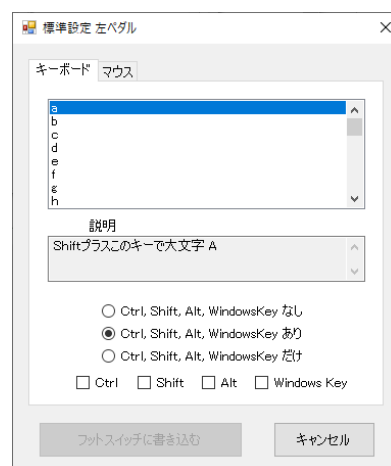 標準設定 左ペダル
キーボード マウス
a
b
c
d
e
f
g
h
説明
Shiftプラスこのキーで大文字 A
Ctrl, Shift, Alt, WindowsKey なし
Ctrl, Shift, Alt, WindowsKey あり
Ctrl, Shift, Alt, WindowsKey だけ
Ctrl Shift Alt Windows Key
フットスイッチに書き込む キャンセル